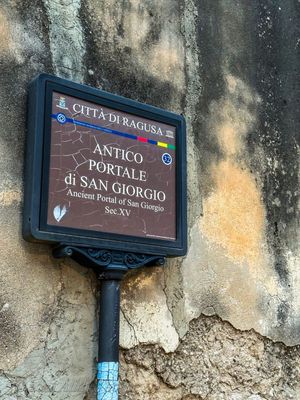 CITTÀ DI RAGUSA
ANTICO
PORTALE
di SAN GIORGIO
Ancient Portal of San Giorgio
Sec.XV